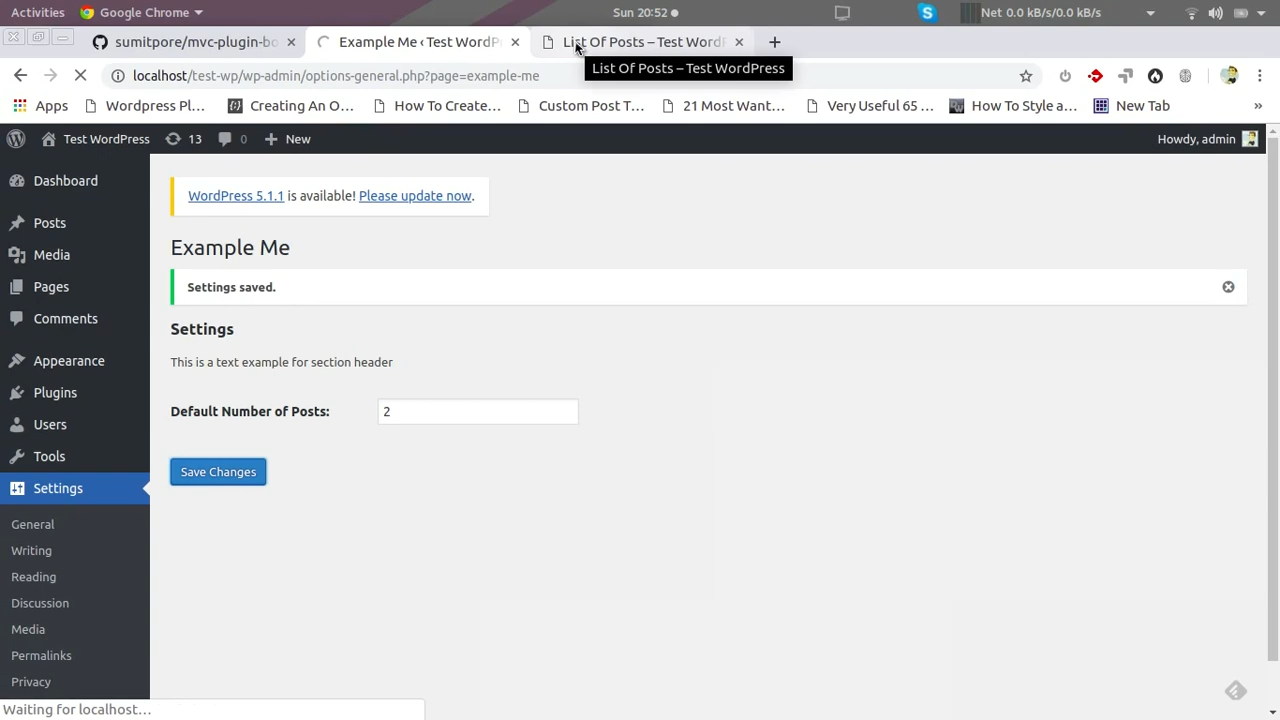 Activities Google Chrome Sun 20:52 Net 0.0 kB/s/0.0 kB/s
sumitpore/mvc-plugin-bo Example Me ‹ Test WordP List Of Posts – Test WordP
List Of Posts – Test WordPress
localhost/test-wp/wp-admin/options-general.php?page=example-me
Apps Wordpress Pl... Creating An O... How To Create... Custom Post T... 21 Most Want... Very Useful 65 ... How To Style a... New Tab »
Test WordPress 13 0 New Howdy, admin
Dashboard
Posts
Media
Pages
Comments
Appearance
Plugins
Users
Tools
Settings
General
Writing
Reading
Discussion
Media
Permalinks
Privacy
WordPress 5.1.1 is available! Please update now.
Example Me
Settings saved.
Settings
This is a text example for section header
Default Number of Posts: 2
Save Changes
Waiting for localhost...